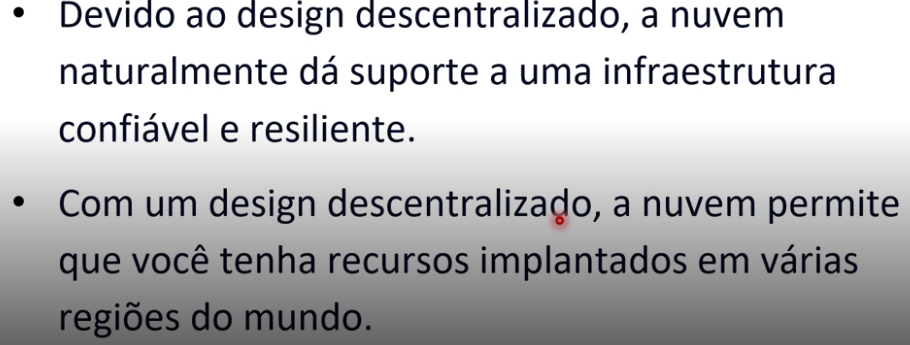 • Devido ao design descentralizado, a nuvem
naturalmente dá suporte a uma infraestrutura
confiável e resiliente.
• Com um design descentralizado, a nuvem permite
que você tenha recursos implantados em várias
regiões do mundo.